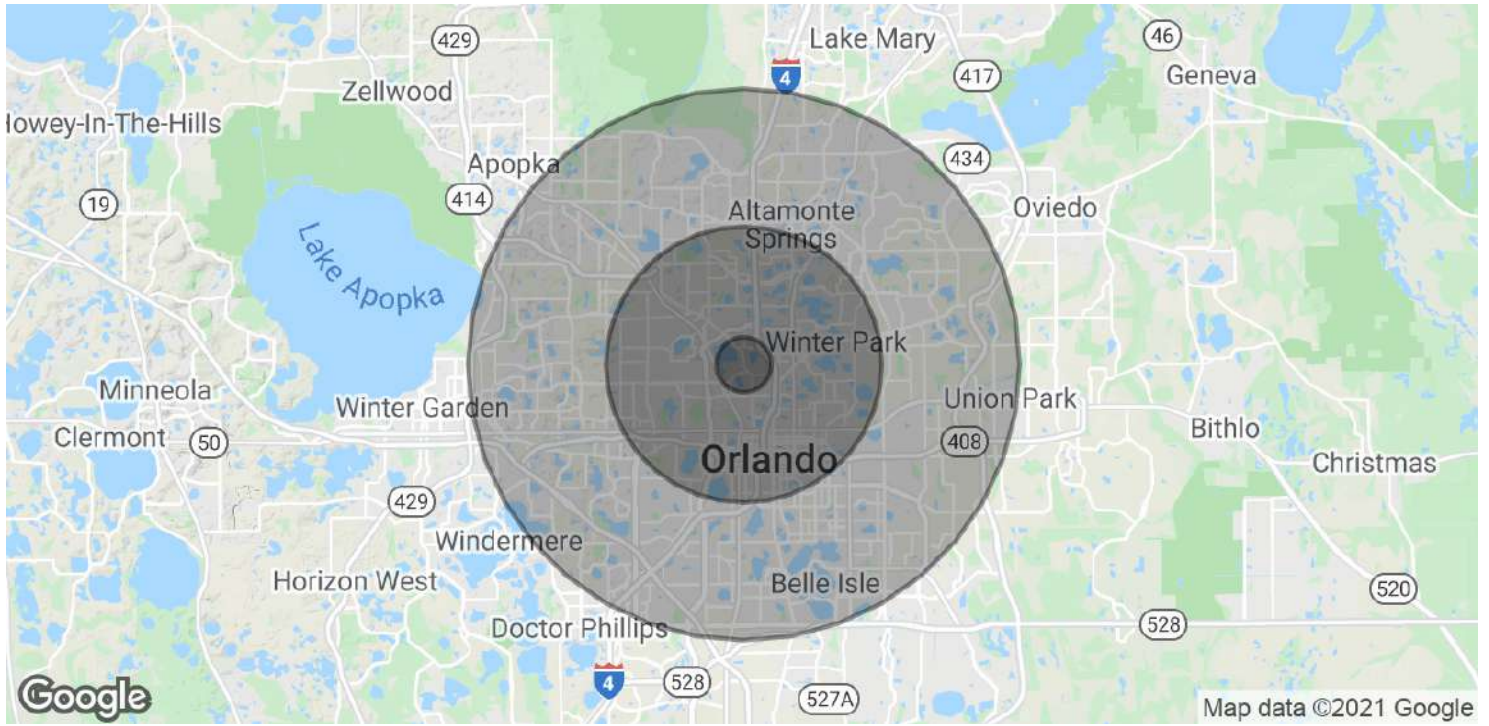 Lake Mary
46
429
4
417
Geneva
Zellwood
Howey-In-The-Hills
Apopka
434
414
19
Altamonte
Springs
Oviedo
Lake Apopka
Winter Park
Minneola
Winter Garden
Union Park
Clermont
50
408
Bithlo
Orlando
Christmas
429
Windermere
Horizon West
Belle Isle
520
Doctor Phillips
528
4
528
527A
Google
Map data ©2021 Google